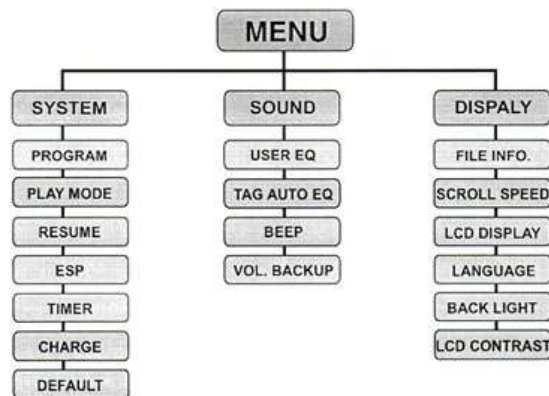 MENU
SYSTEM
PROGRAM
PLAY MODE
RESUME
ESP
TIMER
CHARGE
DEFAULT
SOUND
USER EQ
TAG AUTO EQ
BEEP
VOL. BACKUP
DISPALY
FILE INFO.
SCROLL SPEED
LCD DISPLAY
LANGUAGE
BACK LIGHT
LCD CONTRAST